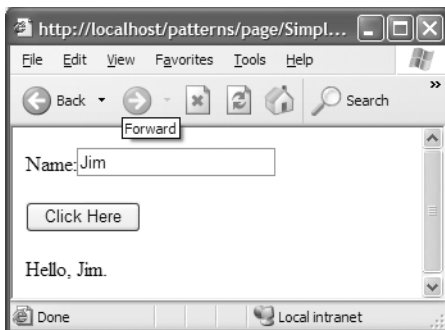 http://localhost/patterns/page/Simpl...
File Edit View Favorites Tools Help
Back Search »
Forward
Name: Jim
Click Here
Hello, Jim.
Done Local intranet